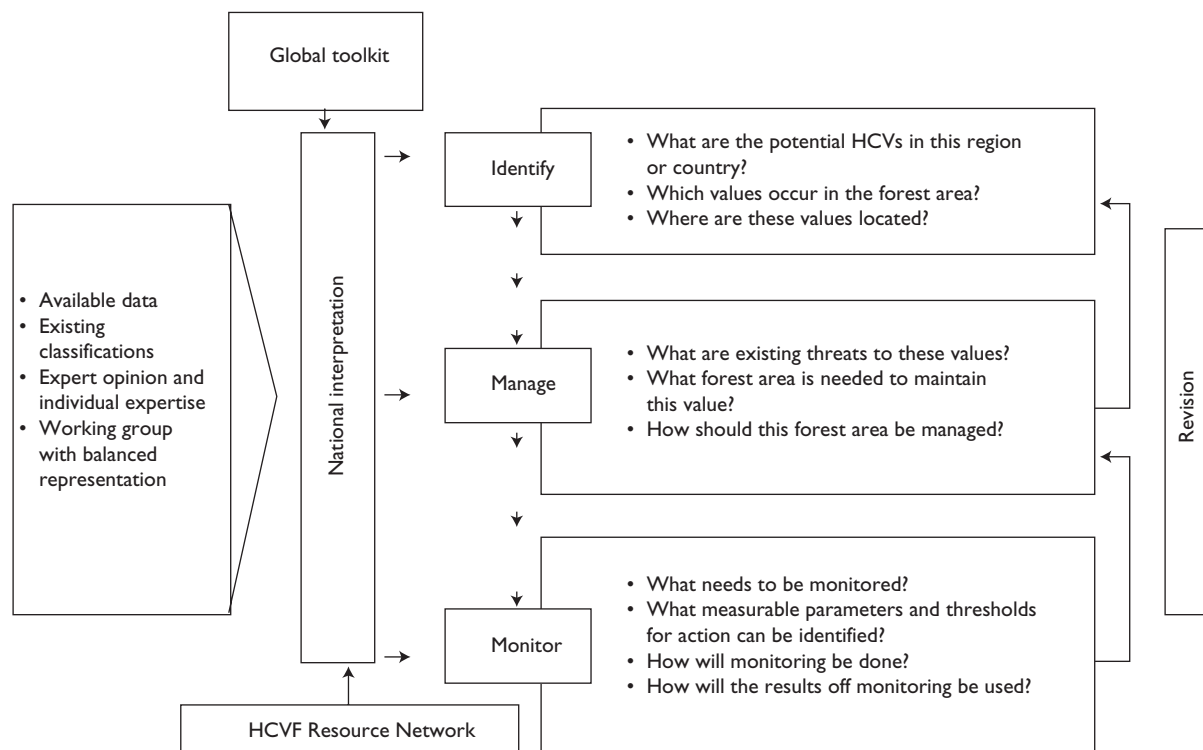 Global toolkit
• Available data
• Existing
classifications
• Expert opinion and
individual expertise
• Working group
with balanced
representation
National interpretation
HCVF Resource Network
Identify
• What are the potential HCVs in this region
or country?
• Which values occur in the forest area?
• Where are these values located?
Manage
• What are existing threats to these values?
• What forest area is needed to maintain
this value?
• How should this forest area be managed?
Monitor
• What needs to be monitored?
• What measurable parameters and thresholds
for action can be identified?
• How will monitoring be done?
• How will the results off monitoring be used?
Revision